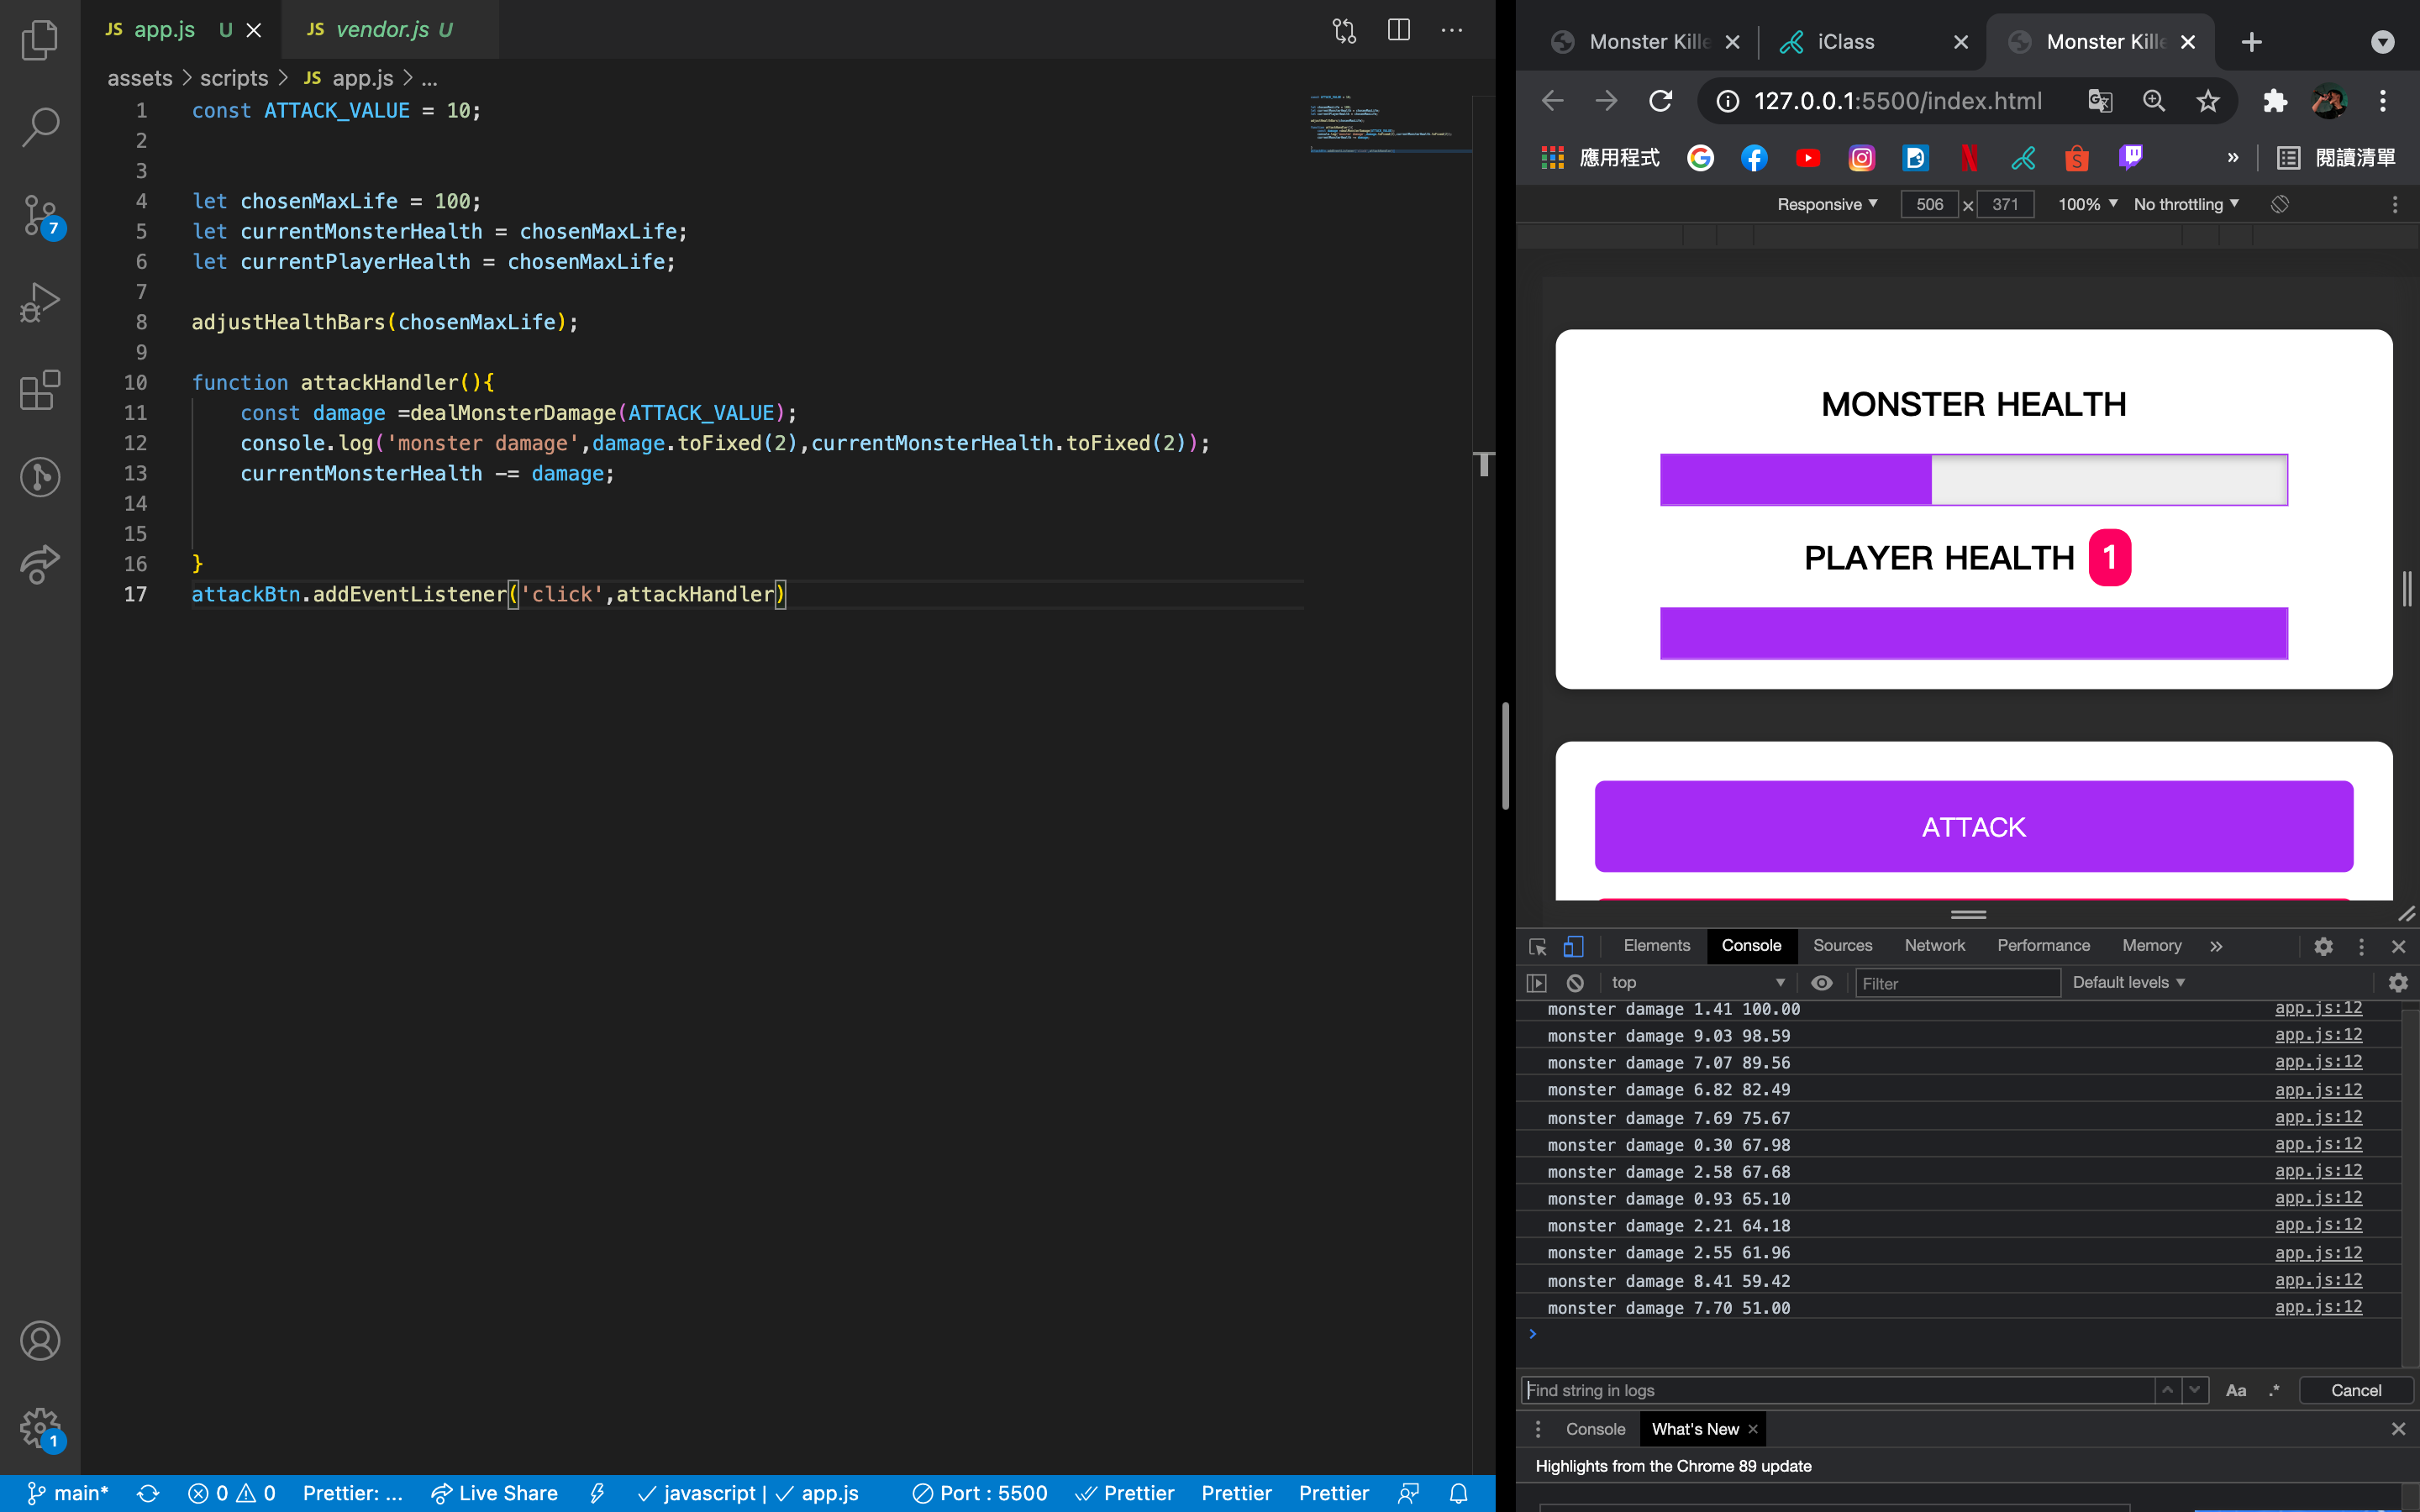 JS app.js U
JS vendor.js U
assets > scripts > JS app.js > ...
1 const ATTACK_VALUE = 10;
2
3
4 let chosenMaxLife = 100;
5 let currentMonsterHealth = chosenMaxLife;
6 let currentPlayerHealth = chosenMaxLife;
7
8 adjustHealthBars(chosenMaxLife);
9
10 function attackHandler(){
11 const damage =dealMonsterDamage(ATTACK_VALUE);
12 console.log('monster damage',damage.toFixed(2),currentMonsterHealth.toFixed(2));
13 currentMonsterHealth -= damage;
14
15
16 }
17 attackBtn.addEventListener('click',attackHandler)
7
1
main* 0 0 Prettier: ... Live Share javascript | app.js Port : 5500 Prettier Prettier Prettier
Monster Kille
iClass
Monster Kille
127.0.0.1:5500/index.html
應用程式 » 閱讀清單
Responsive 506 × 371 100% No throttling
MONSTER HEALTH
PLAYER HEALTH 1
ATTACK
Elements Console Sources Network Performance Memory »
top Filter Default levels
monster damage 1.41 100.00 app.js:12
monster damage 9.03 98.59 app.js:12
monster damage 7.07 89.56 app.js:12
monster damage 6.82 82.49 app.js:12
monster damage 7.69 75.67 app.js:12
monster damage 0.30 67.98 app.js:12
monster damage 2.58 67.68 app.js:12
monster damage 0.93 65.10 app.js:12
monster damage 2.21 64.18 app.js:12
monster damage 2.55 61.96 app.js:12
monster damage 8.41 59.42 app.js:12
monster damage 7.70 51.00 app.js:12
>
Find string in logs Aa .* Cancel
Console What's New
Highlights from the Chrome 89 update